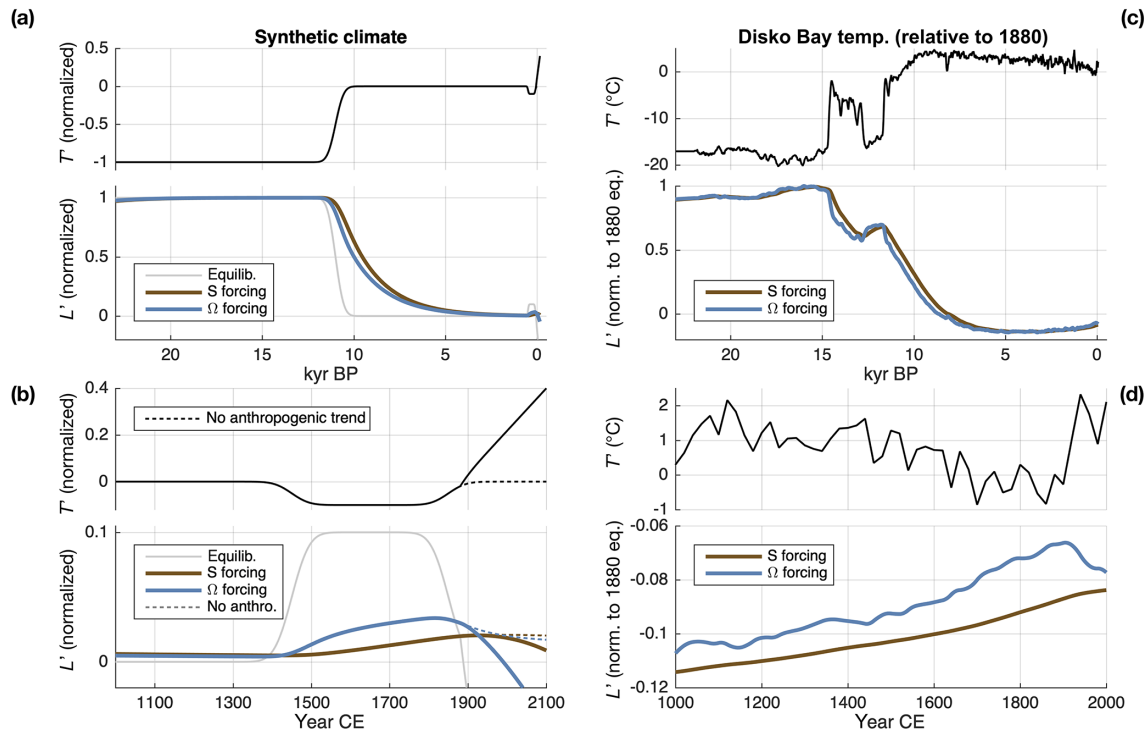 (a)
Synthetic climate
T' (normalized)
0.5
0
-0.5
-1
L' (normalized)
1
0.5
0
Equilib.
S forcing
Ω forcing
20
15
10
5
0
kyr BP
(c)
Disko Bay temp. (relative to 1880)
T' (°C)
0
-10
-20
L' (norm. to 1880 eq.)
1
0.5
0
S forcing
Ω forcing
20
15
10
5
0
kyr BP
(b)
T' (normalized)
0.4
0.2
0
No anthropogenic trend
L' (normalized)
0.1
0
Equilib.
S forcing
Ω forcing
No anthro.
1100
1300
1500
1700
1900
2100
Year CE
(d)
T' (°C)
2
1
0
-1
L' (norm. to 1880 eq.)
-0.06
-0.08
-0.1
-0.12
S forcing
Ω forcing
1000
1200
1400
1600
1800
2000
Year CE